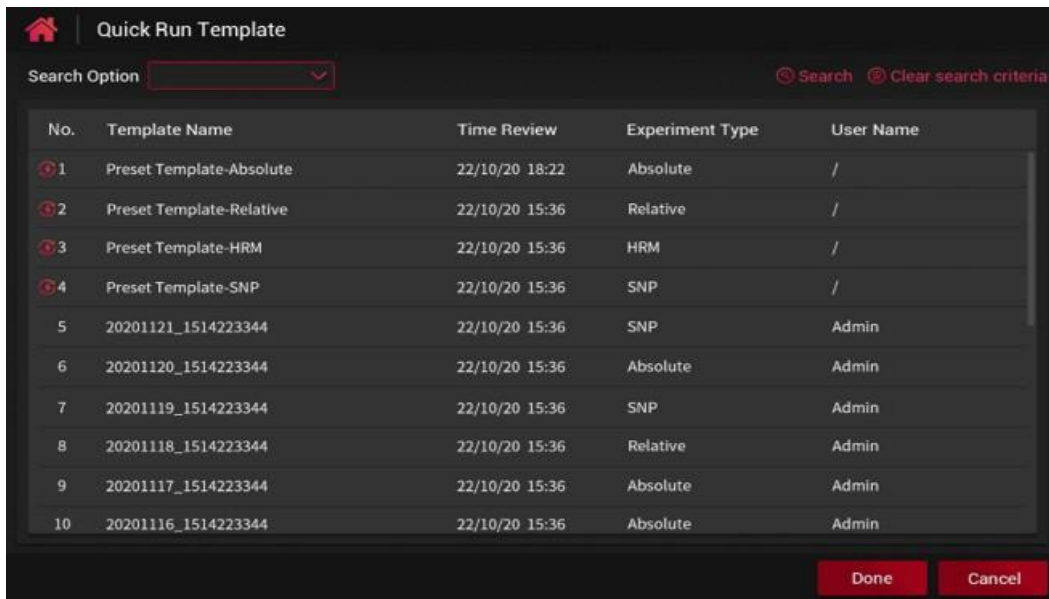 Quick Run Template
Search Option Search Clear search criteria
No. Template Name Time Review Experiment Type User Name
1 Preset Template-Absolute 22/10/20 18:22 Absolute /
2 Preset Template-Relative 22/10/20 15:36 Relative /
3 Preset Template-HRM 22/10/20 15:36 HRM /
4 Preset Template-SNP 22/10/20 15:36 SNP /
5 20201121_1514223344 22/10/20 15:36 SNP Admin
6 20201120_1514223344 22/10/20 15:36 Absolute Admin
7 20201119_1514223344 22/10/20 15:36 SNP Admin
8 20201118_1514223344 22/10/20 15:36 Relative Admin
9 20201117_1514223344 22/10/20 15:36 Absolute Admin
10 20201116_1514223344 22/10/20 15:36 Absolute Admin
Done Cancel